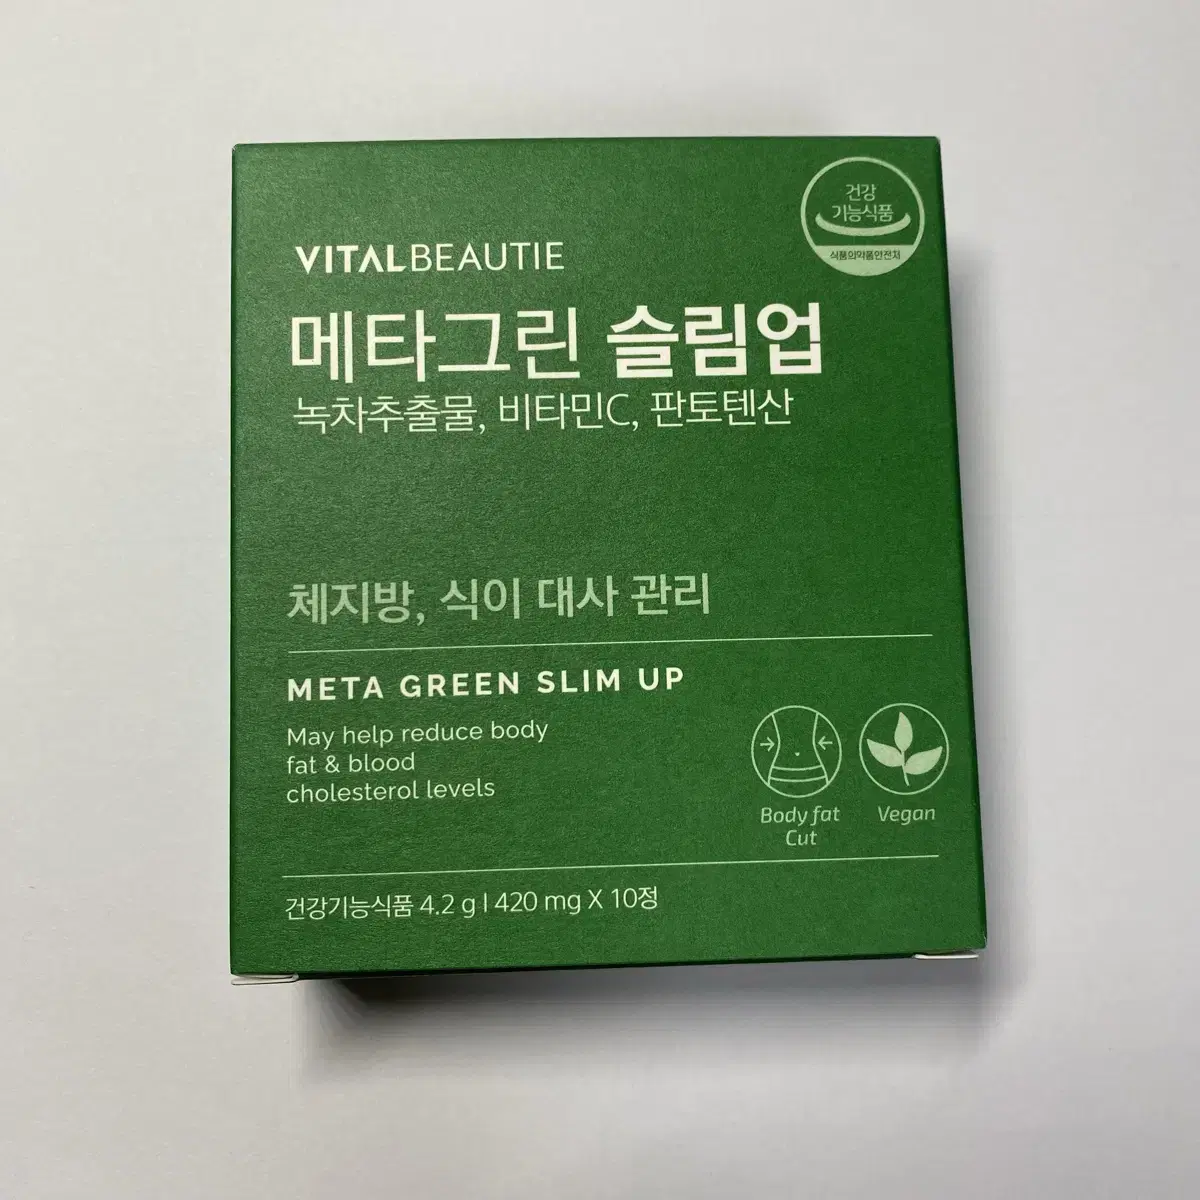 건강
기능식품
식품의약품안전처
VITALBEAUTIE
메타그린 슬림업
녹차추출물, 비타민C, 판토텐산
체지방, 식이 대사 관리
META GREEN SLIM UP
May help reduce body
fat & blood
cholesterol levels
Body fat
Cut
Vegan
건강기능식품 4.2 g I 420 mg X 10정